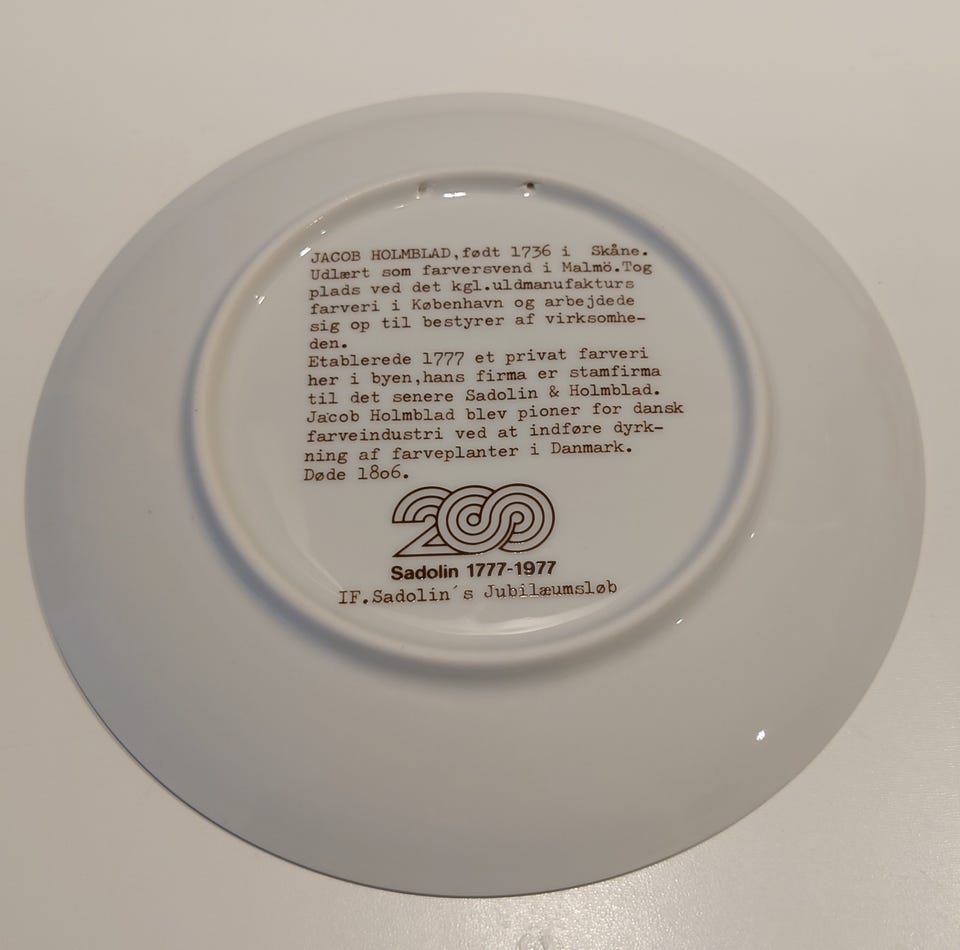 JACOB HOLMBLAD,født 1736 i Skåne.
Udlært som farversvend i Malmö.Tog
plads ved det kgl.uldmanufakturs
farveri i København og arbejdede
sig op til bestyrer af virksomhe-
den.
Etablerede 1777 et privat farveri
her i byen,hans firma er stamfirma
til det senere Sadolin & Holmblad.
Jacob Holmblad blev pioner for dansk
farveindustri ved at indføre dyrk-
ning af farveplanter i Danmark.
Døde 18o6.
200
Sadolin 1777-1977
IF.Sadolin´s Jubilæumsløb